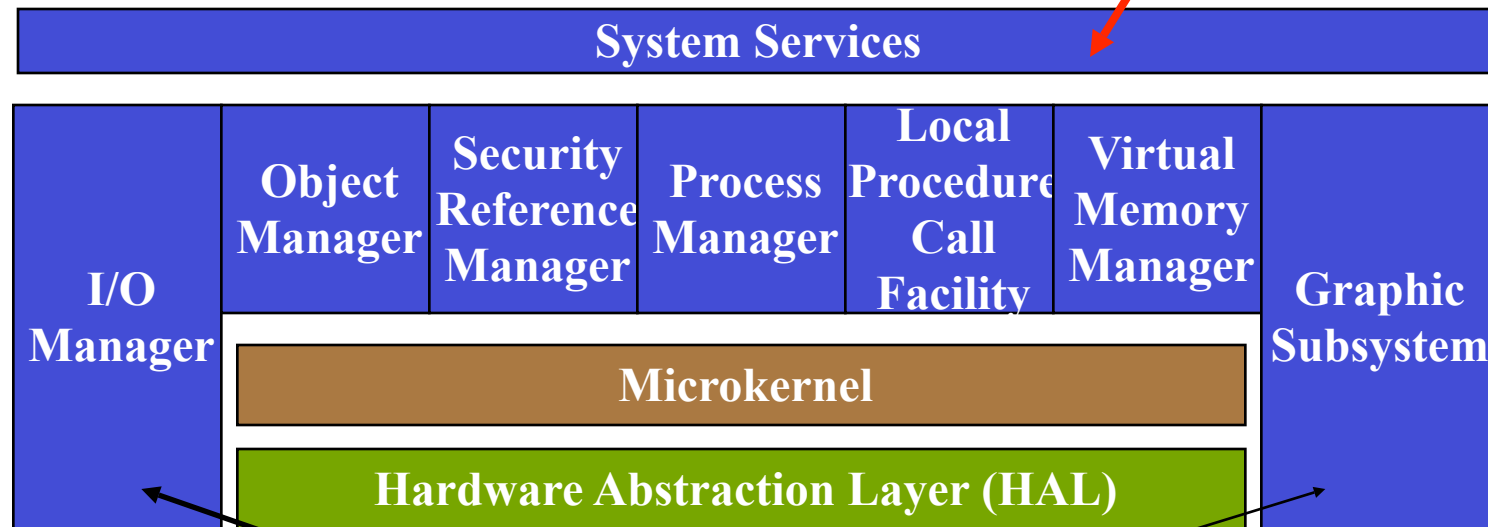 System Services
I/O
Manager
Object
Manager
Security
Reference
Manager
Process
Manager
Local
Procedure
Call
Facility
Virtual
Memory
Manager
Graphic
Subsystem
Microkernel
Hardware Abstraction Layer (HAL)